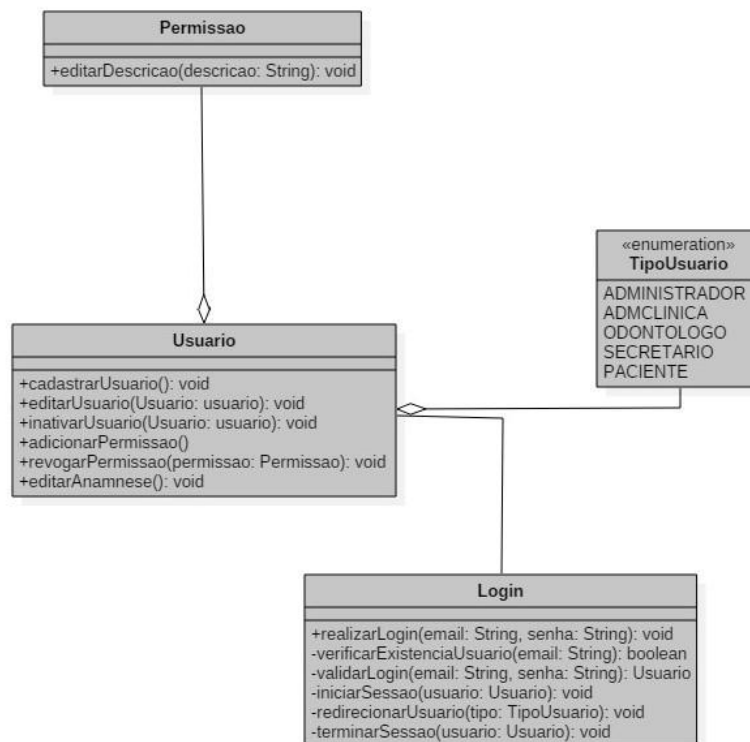 Permissao
+editarDescricao(descricao: String): void
«enumeration»
TipoUsuario
ADMINISTRADOR
ADMCLINICA
ODONTOLOGO
SECRETARIO
PACIENTE
Usuario
+cadastrarUsuario(): void
+editarUsuario(Usuario: usuario): void
+inativarUsuario(Usuario: usuario): void
+adicionarPermissao()
+revogarPermissao(permissao: Permissao): void
+editarAnamnese(): void
Login
+realizarLogin(email: String, senha: String): void
-verificarExistenciaUsuario(email: String): boolean
-validarLogin(email: String, senha: String): Usuario
-iniciarSessao(usuario: Usuario): void
-redirecionarUsuario(tipo: TipoUsuario): void
-terminarSessao(usuario: Usuario): void